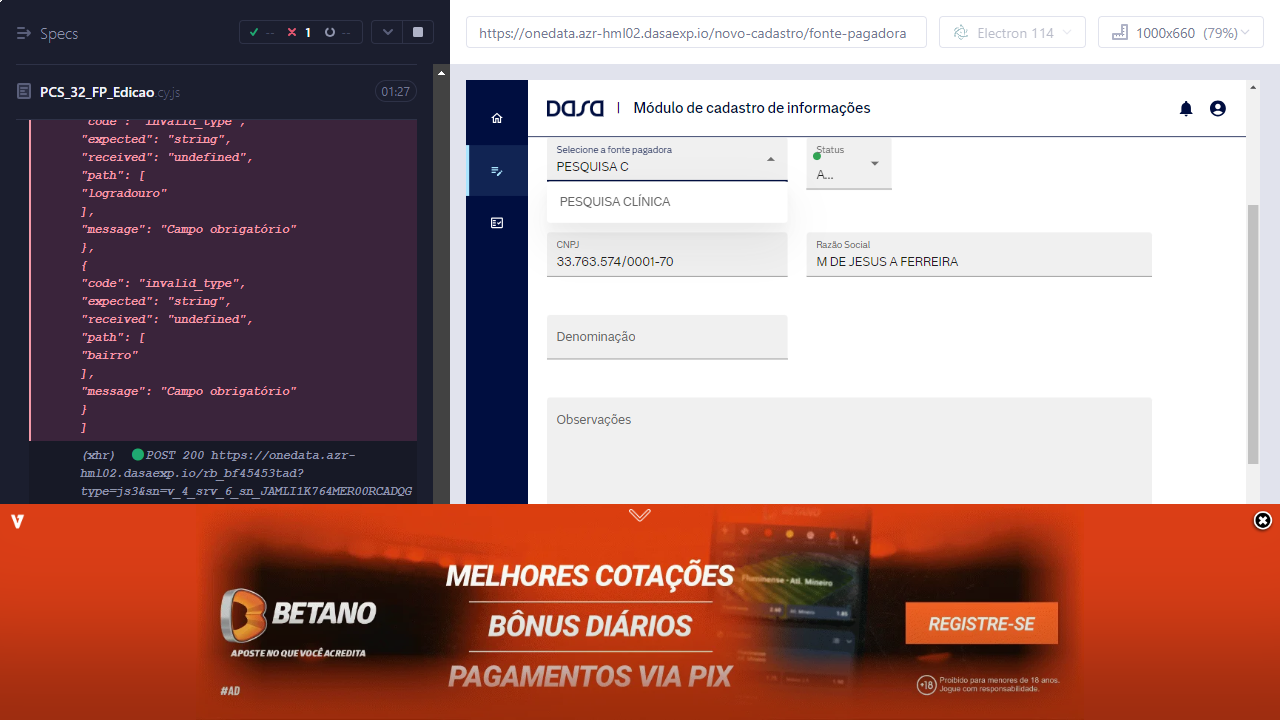 Specs
-- 1 --
https://onedata.azr-hml02.dasaexp.io/novo-cadastro/fonte-pagadora
Electron 114
1000x660 (79%)
PCS_32_FP_Edicao.cy.js
01:27
"code": "invalid_type",
"expected": "string",
"received": "undefined",
"path": [
"logradouro"
],
"message": "Campo obrigatório"
},
{
"code": "invalid_type",
"expected": "string",
"received": "undefined",
"path": [
"bairro"
],
"message": "Campo obrigatório"
}
]
(xhr) POST 200 https://onedata.azr-
hml02.dasaexp.io/rb_bf45453tad?
type=js3&sn=v_4_srv_6_sn_JAMLI1K764MER00RCADQG
DASA | Módulo de cadastro de informações
Selecione a fonte pagadora
PESQUISA C
Status
A...
PESQUISA CLÍNICA
CNPJ
33.763.574/0001-70
Razão Social
M DE JESUS A FERREIRA
Denominação
Observações
V
BETANO
APOSTE NO QUE VOCÊ ACREDITA
#AD
MELHORES COTAÇÕES
BÔNUS DIÁRIOS
PAGAMENTOS VIA PIX
BETANO
Fluminense - Atl. Mineiro
REGISTRE-SE
+18
Proibido para menores de 18 anos.
Jogue com responsabilidade.